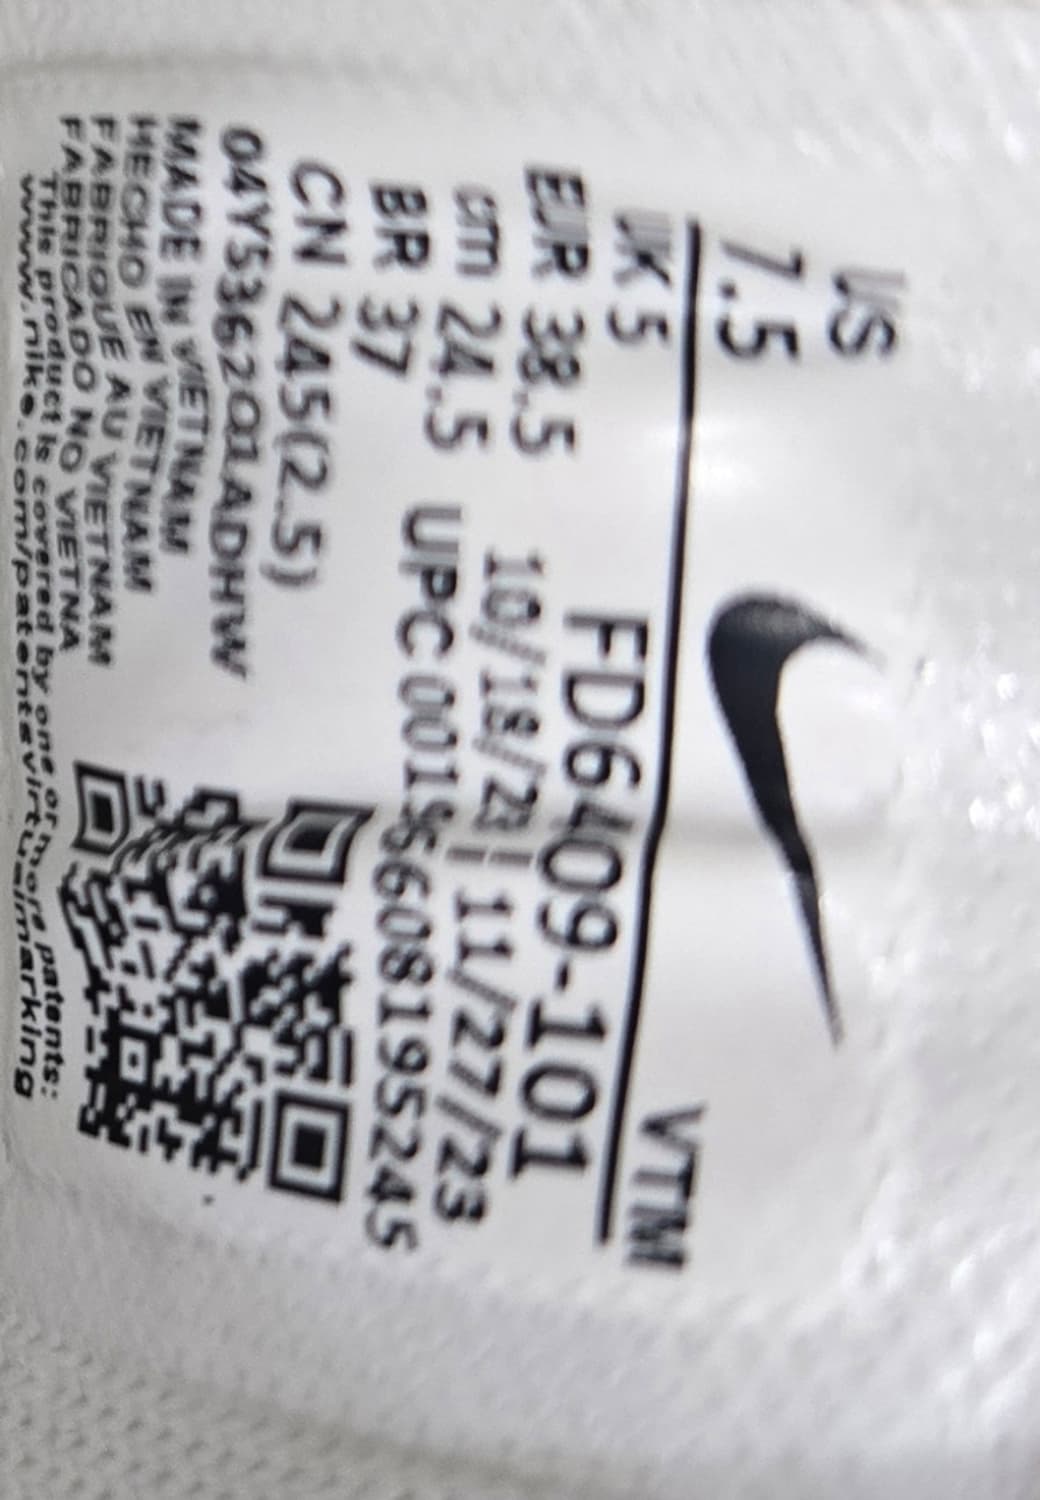 US
7.5
VTM
UK 5
FD6409-101
EUR 38.5
10/18/23
11/27/23
cm 24.5
UPC 00196608195245
BR 37
CN 245(2.5)
04Y5362Q1ADHW
MADE IN VIETNAM
HECHO EN VIETNAM
FABRIQUE AU VIETNAM
FABRICADO NO VIETNA
This product is covered by one or more patents:
www.nike.com/patentsvirtualmarking